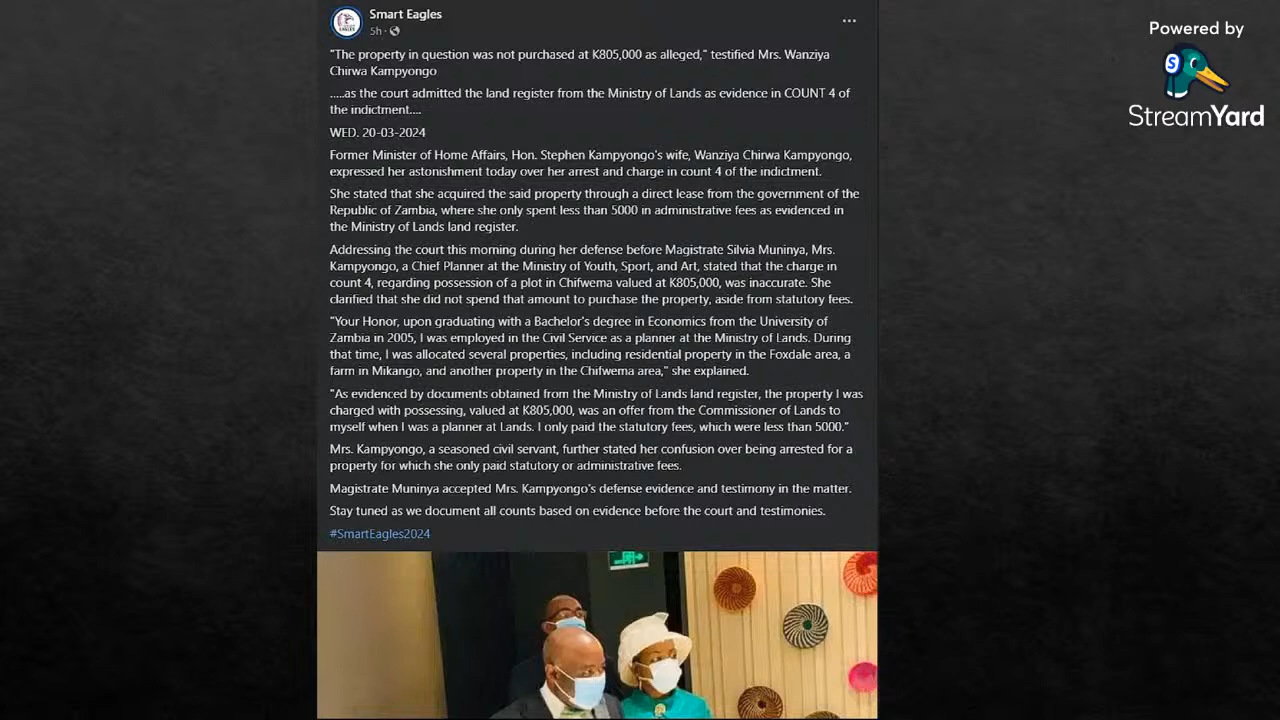 Smart Eagles
5h
"The property in question was not purchased at K805,000 as alleged," testified Mrs. Wanziya
Chirwa Kampyongo
.....as the court admitted the land register from the Ministry of Lands as evidence in COUNT 4 of
the indictment....
WED. 20-03-2024
Former Minister of Home Affairs, Hon. Stephen Kampyongo's wife, Wanziya Chirwa Kampyongo,
expressed her astonishment today over her arrest and charge in count 4 of the indictment.
She stated that she acquired the said property through a direct lease from the government of the
Republic of Zambia, where she only spent less than 5000 in administrative fees as evidenced in
the Ministry of Lands land register.
Addressing the court this morning during her defense before Magistrate Silvia Muninya, Mrs.
Kampyongo, a Chief Planner at the Ministry of Youth, Sport, and Art, stated that the charge in
count 4, regarding possession of a plot in Chifwema valued at K805,000, was inaccurate. She
clarified that she did not spend that amount to purchase the property, aside from statutory fees.
"Your Honor, upon graduating with a Bachelor's degree in Economics from the University of
Zambia in 2005, I was employed in the Civil Service as a planner at the Ministry of Lands. During
that time, I was allocated several properties, including residential property in the Foxdale area, a
farm in Mikango, and another property in the Chifwema area," she explained.
"As evidenced by documents obtained from the Ministry of Lands land register, the property I was
charged with possessing, valued at K805,000, was an offer from the Commissioner of Lands to
myself when I was a planner at Lands. I only paid the statutory fees, which were less than 5000."
Mrs. Kampyongo, a seasoned civil servant, further stated her confusion over being arrested for a
property for which she only paid statutory or administrative fees.
Magistrate Muninya accepted Mrs. Kampyongo's defense evidence and testimony in the matter.
Stay tuned as we document all counts based on evidence before the court and testimonies.
#SmartEagles2024
Powered by
S
StreamYard